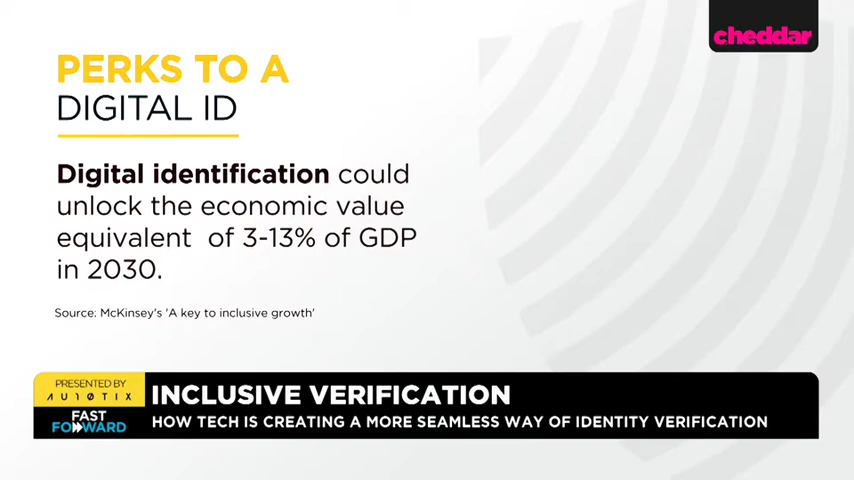 cheddar
PERKS TO A
DIGITAL ID
Digital identification could
unlock the economic value
equivalent of 3-13% of GDP
in 2030.
Source: McKinsey's 'A key to inclusive growth'
PRESENTED BY
AU10TIX
FAST
FORWARD
INCLUSIVE VERIFICATION
HOW TECH IS CREATING A MORE SEAMLESS WAY OF IDENTITY VERIFICATION